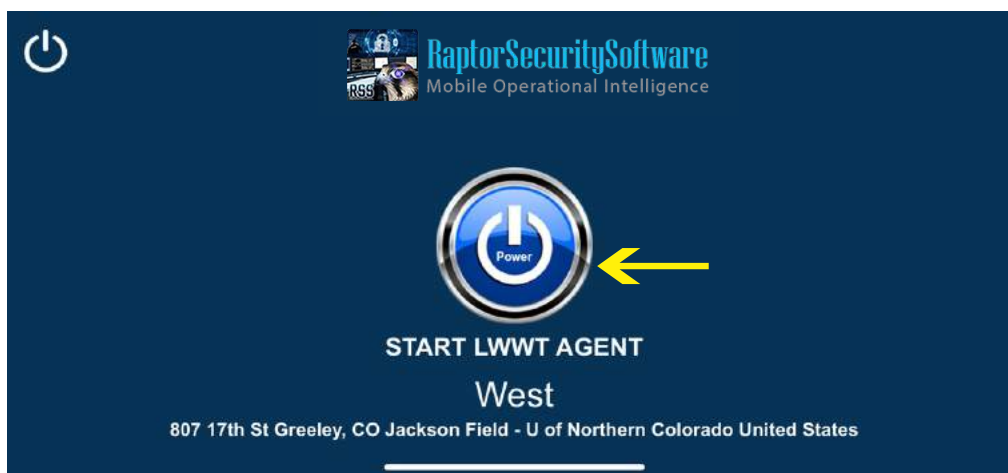 RaptorSecuritySoftware
Mobile Operational Intelligence
RSS
Power
START LWWT AGENT
West
807 17th St Greeley, CO Jackson Field - U of Northern Colorado United States